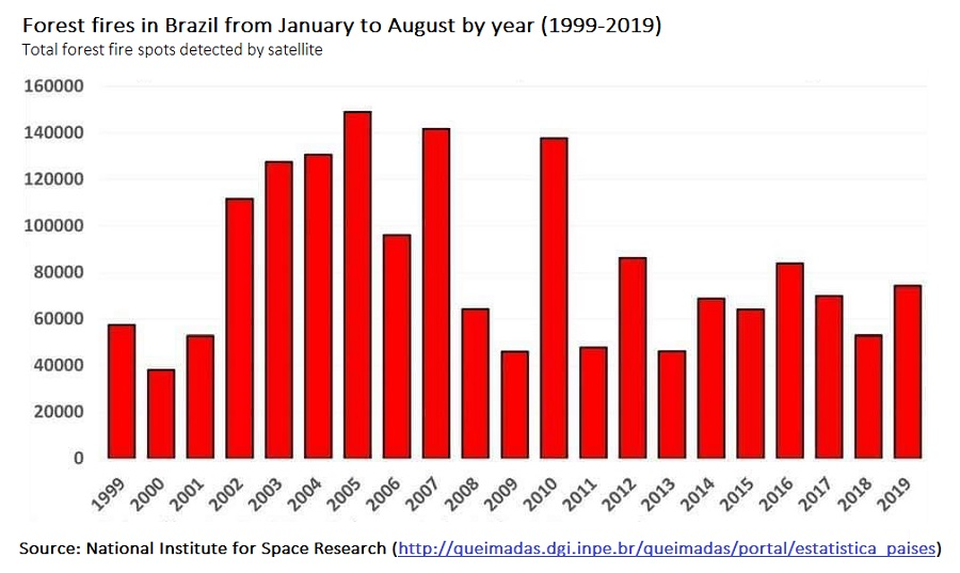 Forest fires in Brazil from January to August by year (1999-2019)
Total forest fire spots detected by satellite
160000
140000
120000
100000
80000
60000
40000
20000
0
1999 2000 2001 2002 2003 2004 2005 2006 2007 2008 2009 2010 2011 2012 2013 2014 2015 2016 2017 2018 2019
Source: National Institute for Space Research (http://queimadas.dgi.inpe.br/queimadas/portal/estatistica_paises)